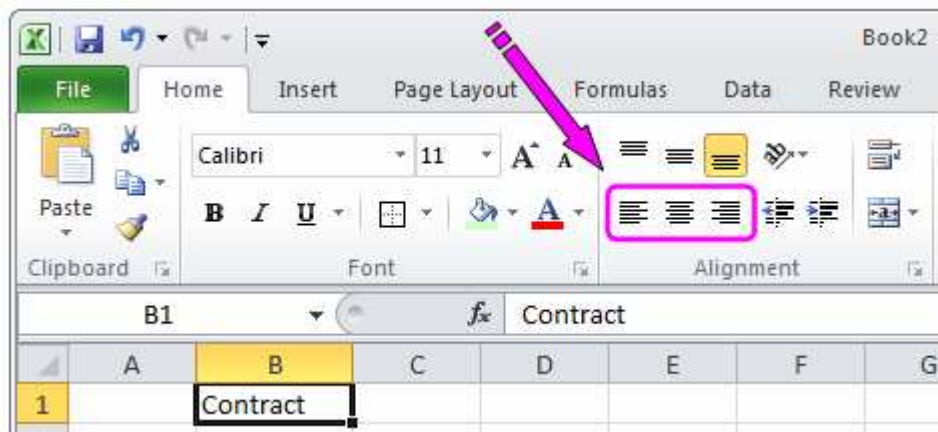 Book2
File Home Insert Page Layout Formulas Data Review
Calibri 11 A A
Paste B I U A
Clipboard Font Alignment
B1 fx Contract
A B C D E F G
1 Contract